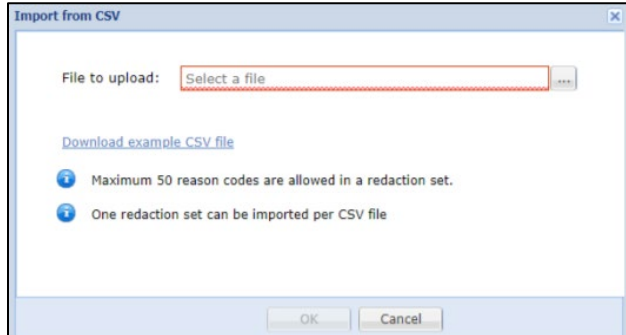 Import from CSV
File to upload: Select a file ...
Download example CSV file
Maximum 50 reason codes are allowed in a redaction set.
One redaction set can be imported per CSV file
OK Cancel